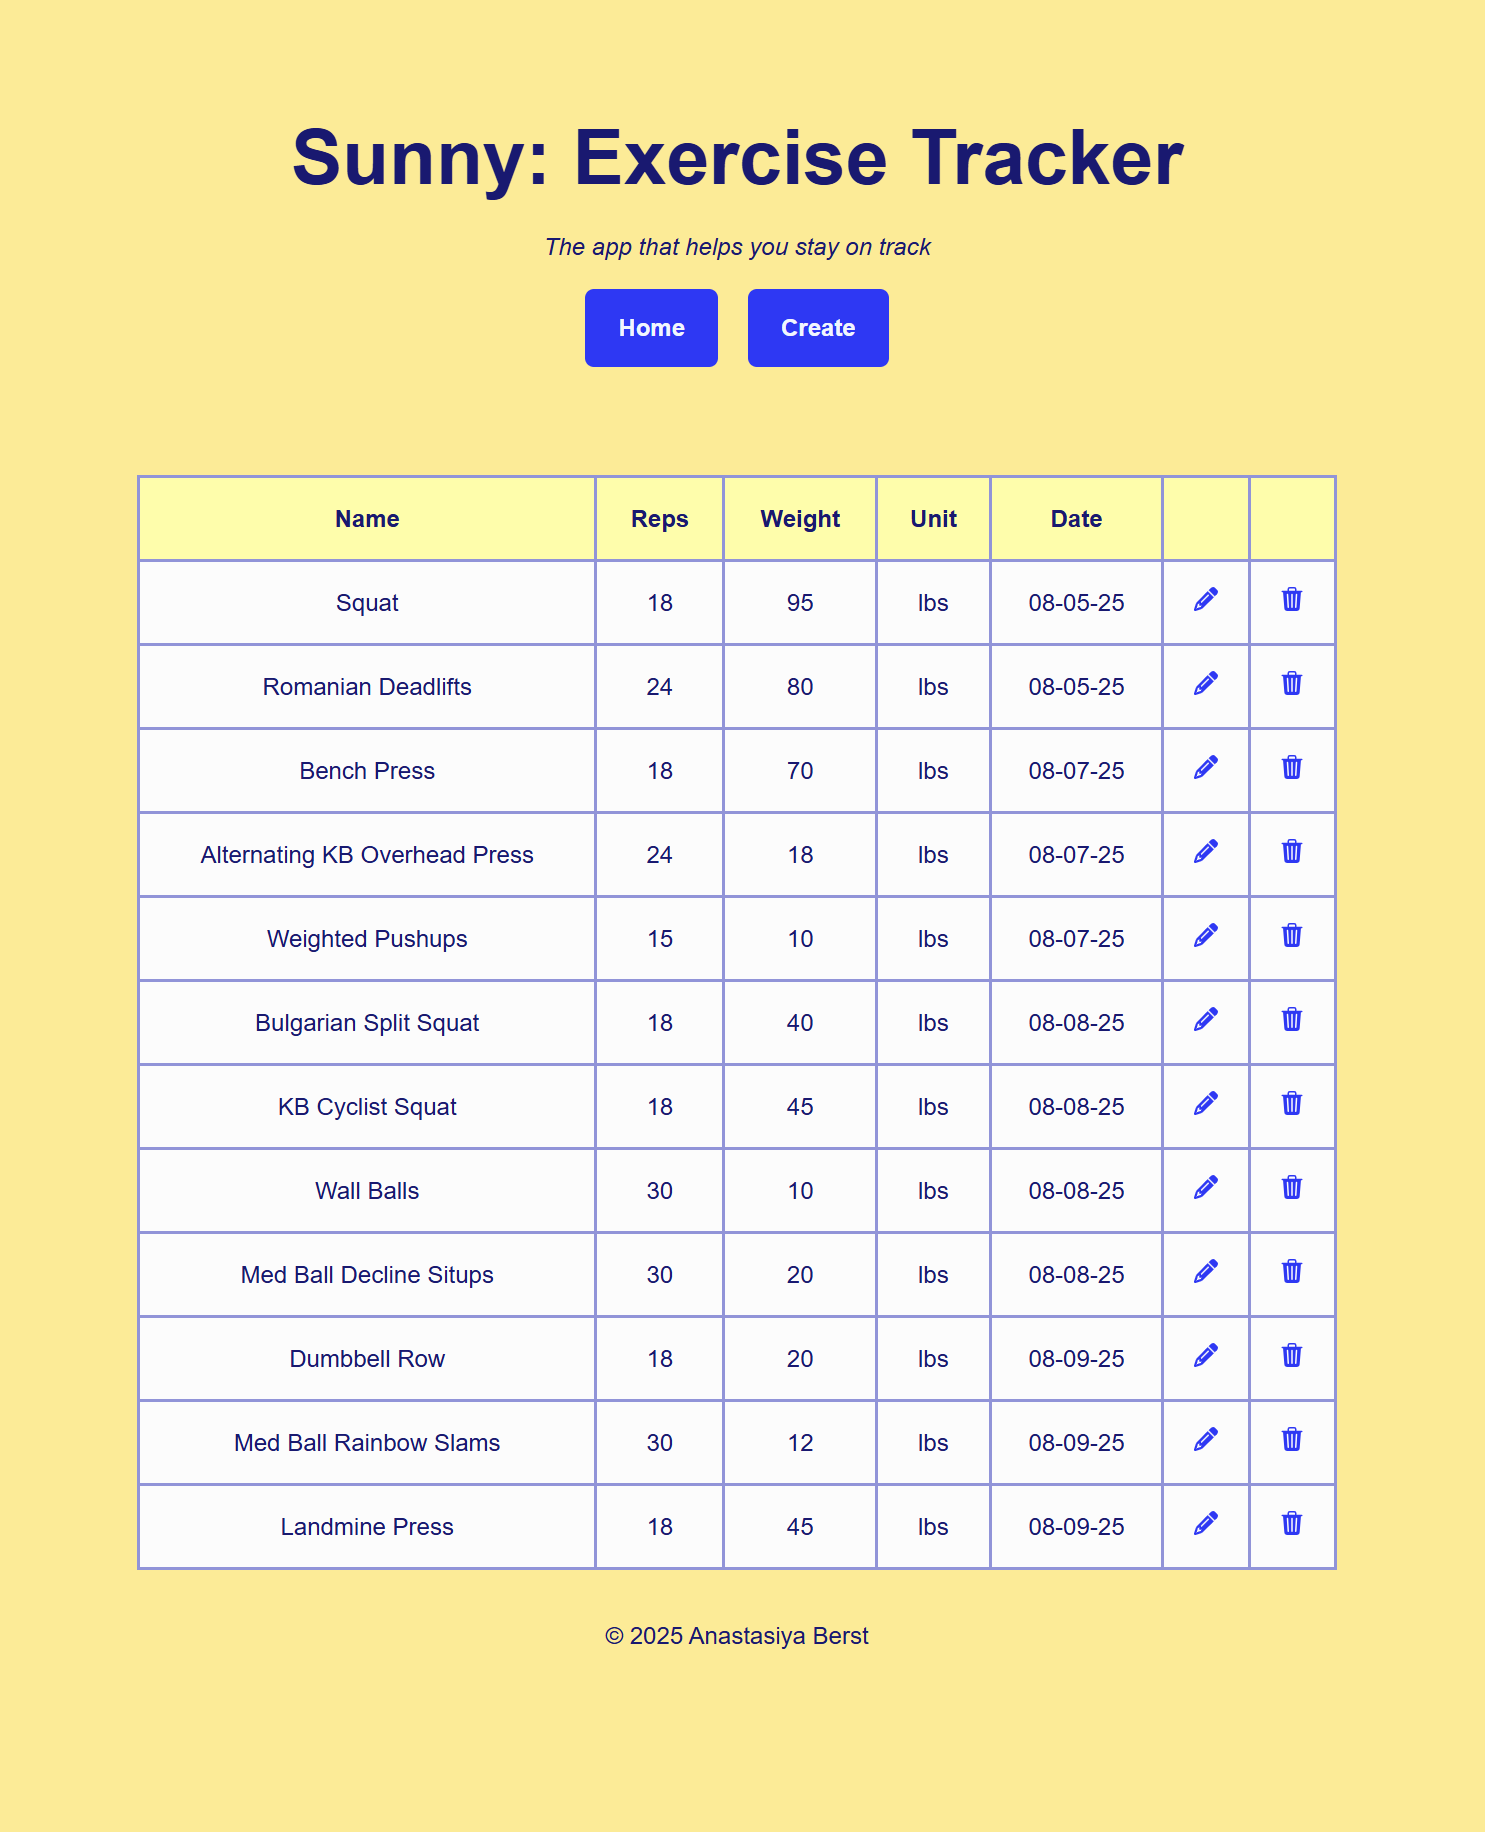 Sunny: Exercise Tracker
The app that helps you stay on track
Home Create
Name Reps Weight Unit Date
Squat 18 95 lbs 08-05-25
Romanian Deadlifts 24 80 lbs 08-05-25
Bench Press 18 70 lbs 08-07-25
Alternating KB Overhead Press 24 18 lbs 08-07-25
Weighted Pushups 15 10 lbs 08-07-25
Bulgarian Split Squat 18 40 lbs 08-08-25
KB Cyclist Squat 18 45 lbs 08-08-25
Wall Balls 30 10 lbs 08-08-25
Med Ball Decline Situps 30 20 lbs 08-08-25
Dumbbell Row 18 20 lbs 08-09-25
Med Ball Rainbow Slams 30 12 lbs 08-09-25
Landmine Press 18 45 lbs 08-09-25
© 2025 Anastasiya Berst